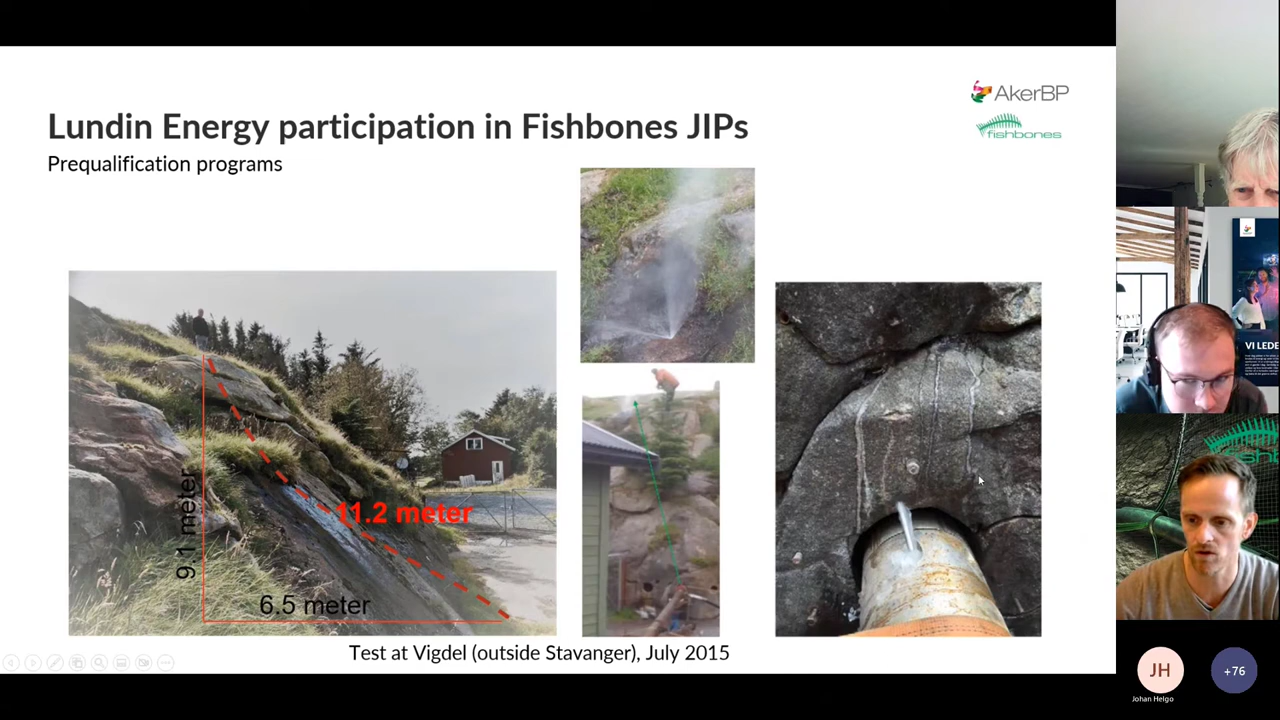 AkerBP
Lundin Energy participation in Fishbones JIPs
fishbones
Prequalification programs
9.1 meter
11.2 meter
6.5 meter
Test at Vigdel (outside Stavanger), July 2015
VI LEDE
JH
Johan Helgo
+76